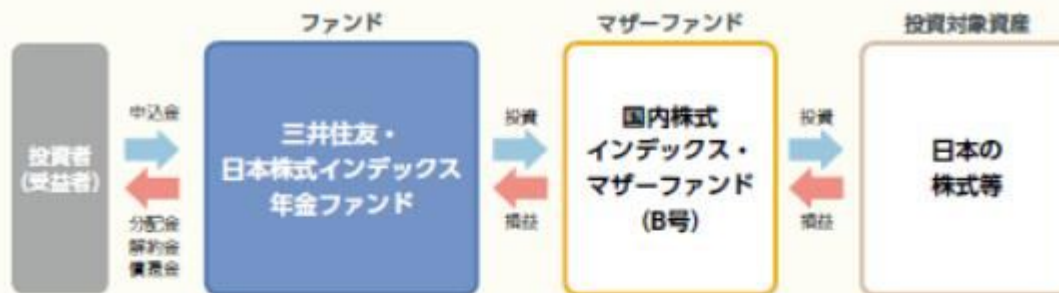 ファンド
マザーファンド
投資対象資産
投資者
(受益者)
申込金
分配金
解約金
償還金
三井住友・
日本株式インデックス
年金ファンド
投資
損益
国内株式
インデックス・
マザーファンド
(B号)
投資
損益
日本の
株式等